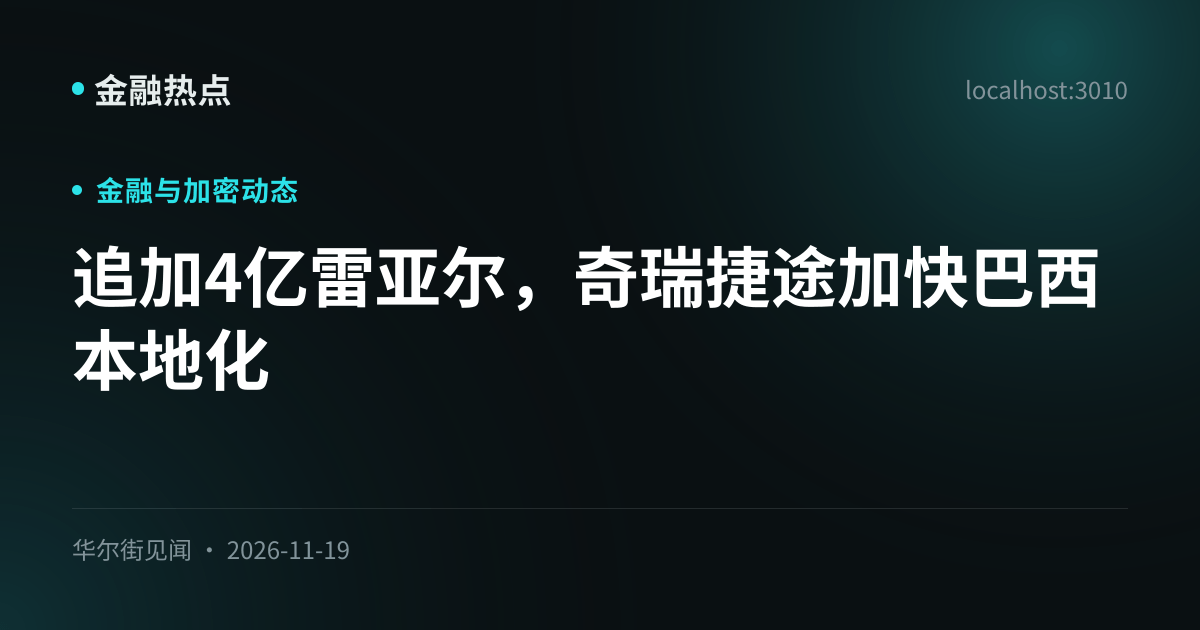 金融热点
localhost:3010
金融与加密动态
追加4亿雷亚尔，奇瑞捷途加快巴西
本地化
华尔街见闻 · 2026-11-19